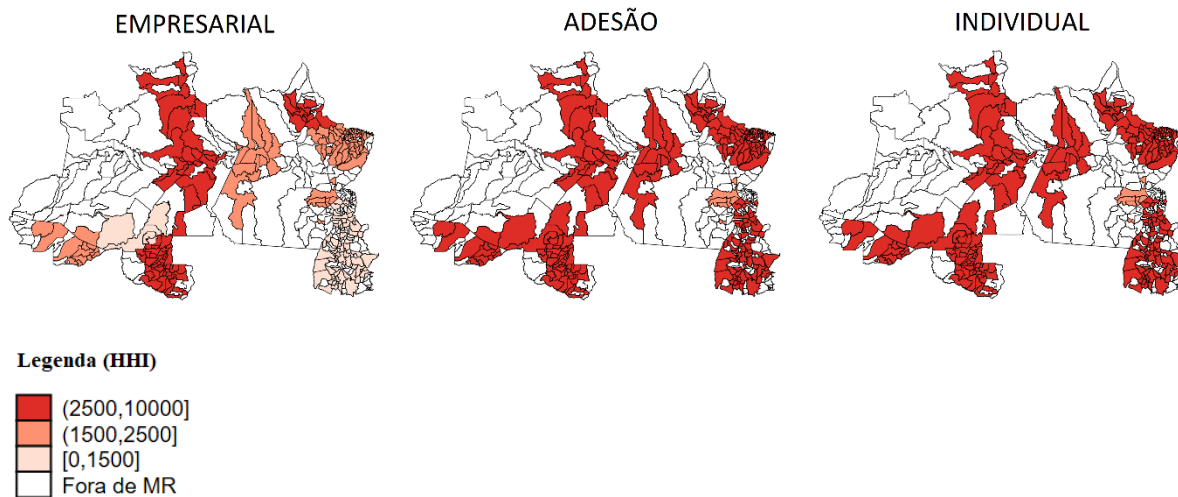 EMPRESARIAL
ADESÃO
INDIVIDUAL
Legenda (HHI)
(2500,10000]
(1500,2500]
[0,1500]
Fora de MR